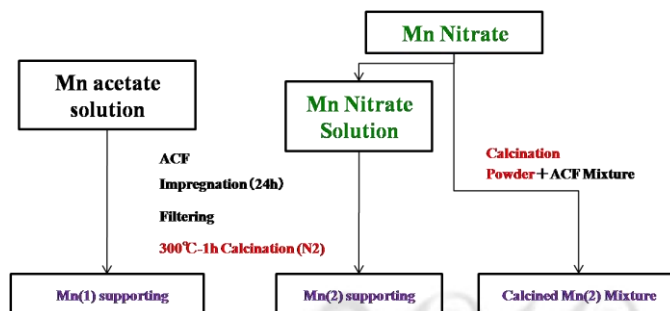 Mn Nitrate
Mn acetate
solution
Mn Nitrate
Solution
ACF
Impregnation(24h)
Filtering
300℃-1h Calcination (N2)
Calcination
Powder＋ACF Mixture
Mn(1) supporting
Mn(2) supporting
Calcined Mn(2) Mixture